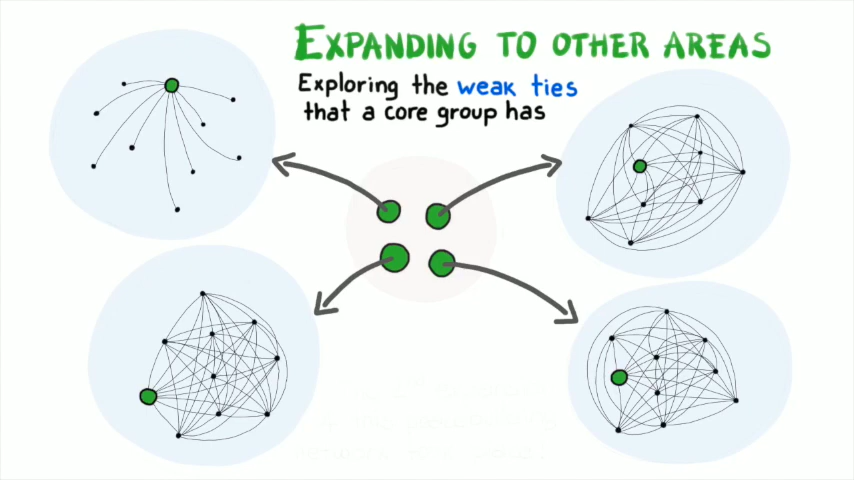 EXPANDING TO OTHER AREAS
Exploring the weak ties
that a core group has